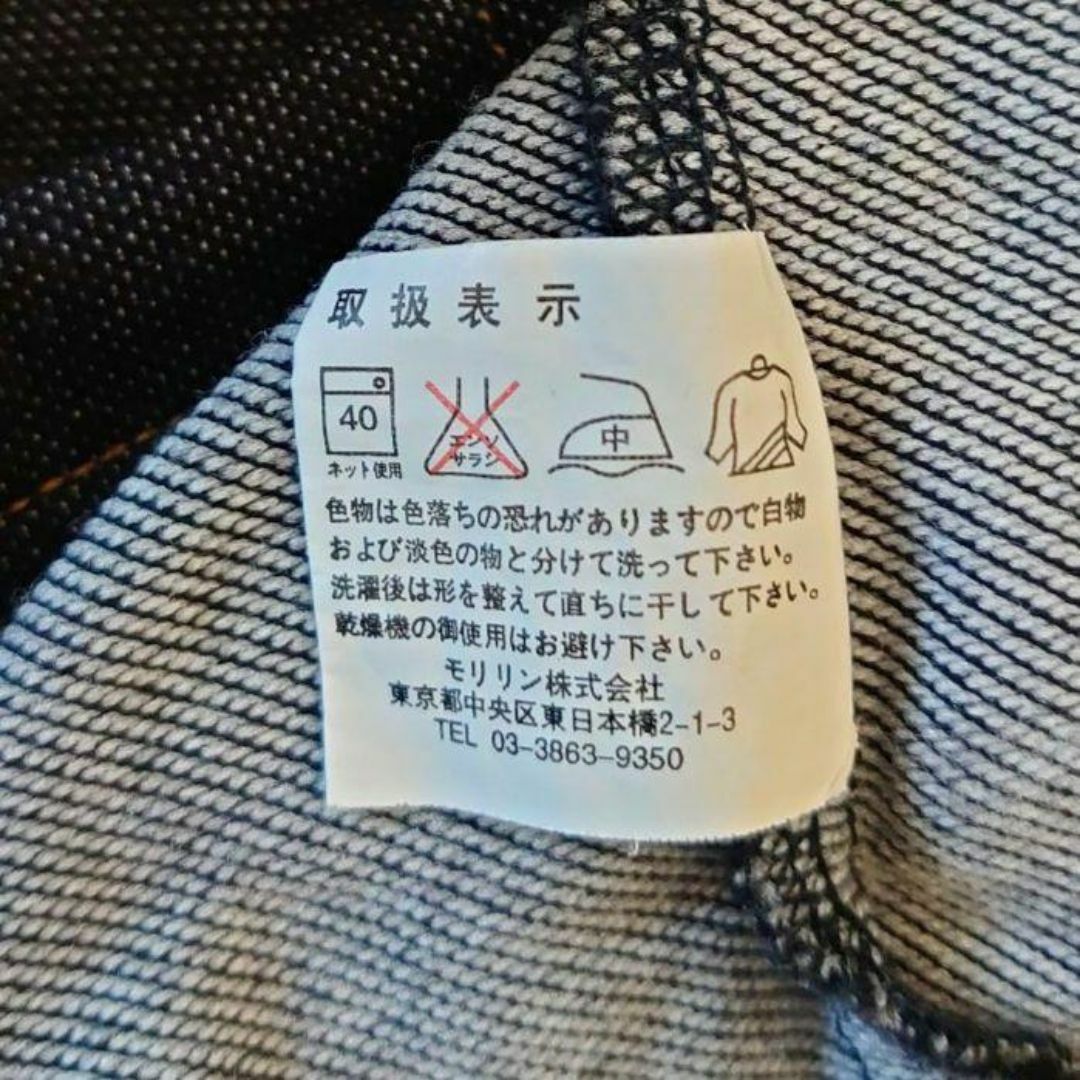 取扱表示
40
ネット使用
エンソ
サラシ
中
色物は色落ちの恐れがありますので白物
および淡色の物と分けて洗って下さい。
洗濯後は形を整えて直ちに干して下さい。
乾燥機の御使用はお避け下さい。
モリリン株式会社
東京都中央区東日本橋2-1-3
TEL 03-3863-9350